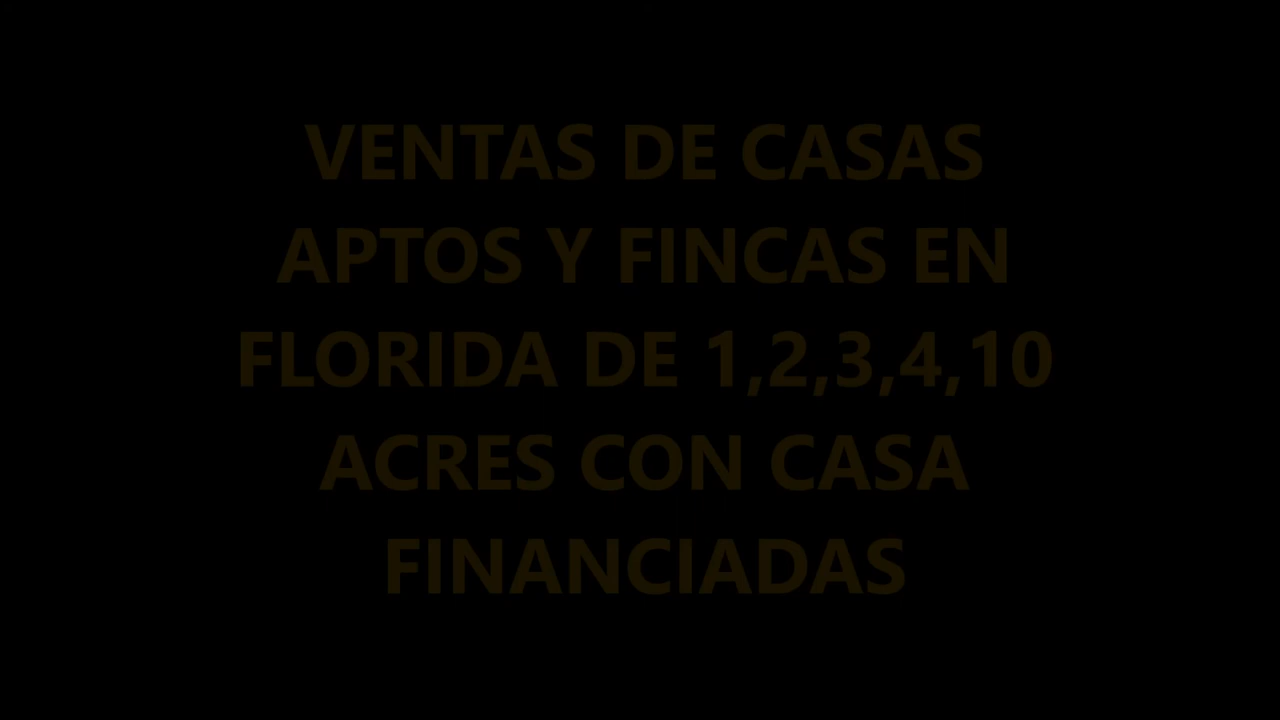 VENTAS DE CASAS
APTOS Y FINCAS EN
FLORIDA DE 1,2,3,4,10
ACRES CON CASA
FINANCIADAS